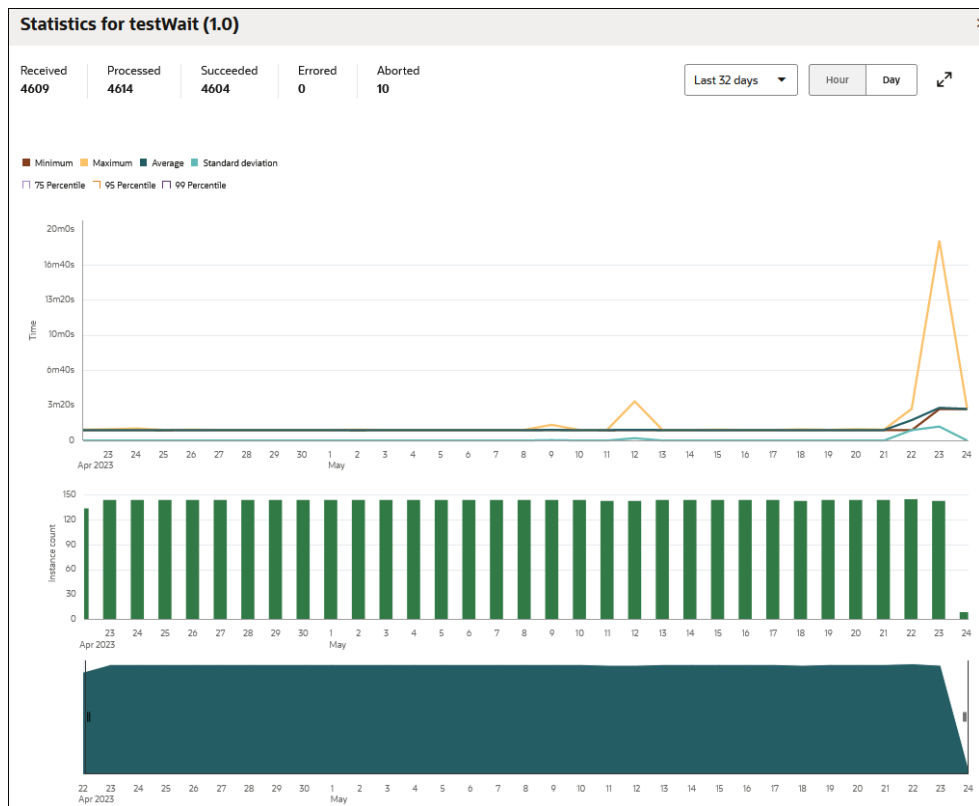 Statistics for testWait (1.0)
Received Processed Succeeded Errored Aborted
4609 4614 4604 0 10
Last 32 days Hour Day
Minimum Maximum Average Standard deviation
75 Percentile 95 Percentile 99 Percentile
20m0s
16m40s
13m20s
10m0s
6m40s
3m20s
0
Time
23 24 25 26 27 28 29 30 1 2 3 4 5 6 7 8 9 10 11 12 13 14 15 16 17 18 19 20 21 22 23 24
Apr 2023 May
150
120
90
60
30
0
Instance count
23 24 25 26 27 28 29 30 1 2 3 4 5 6 7 8 9 10 11 12 13 14 15 16 17 18 19 20 21 22 23 24
Apr 2023 May
22 23 24 25 26 27 28 29 30 1 2 3 4 5 6 7 8 9 10 11 12 13 14 15 16 17 18 19 20 21 22 23 24
Apr 2023 May